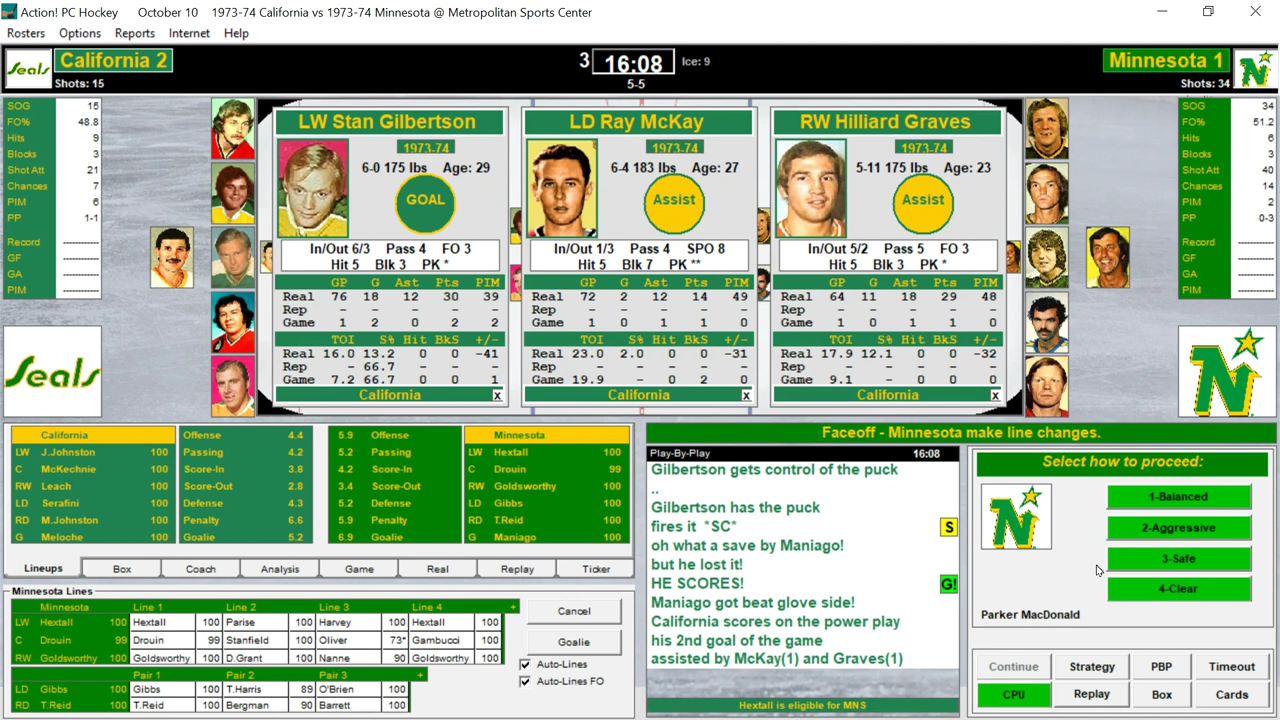 Action! PC Hockey October 10 1973-74 California vs 1973-74 Minnesota @ Metropolitan Sports Center
Rosters Options Reports Internet Help
Seals California 2 3 16:08 Ice: 9 Minnesota 1 N
Shots: 15 5-5 Shots: 34
SOG 15
FO% 48.8
Hits 9
Blocks 3
Shot Att 21
Chances 7
PIM 6
PP 1-1
Record ----------
GF ----------
GA ----------
PIM ----------
Seals
LW Stan Gilbertson
1973-74
6-0 175 lbs Age: 29
GOAL
In/Out 6/3 Pass 4 FO 3
Hit 5 Blk 3 PK *
GP G Ast Pts PIM
Real 76 18 12 30 39
Rep - - - - -
Game 1 2 0 2 2
TOI S% Hit BkS +/-
Real 16.0 13.2 0 0 -41
Rep - 66.7 - - -
Game 7.2 66.7 0 0 1
California x
LD Ray McKay
1973-74
6-4 183 lbs Age: 27
Assist
In/Out 1/3 Pass 4 SPO 8
Hit 5 Blk 7 PK **
GP G Ast Pts PIM
Real 72 2 12 14 49
Rep - - - - -
Game 1 0 1 1 0
TOI S% Hit BkS +/-
Real 23.0 2.0 0 0 -31
Rep - - - - -
Game 19.9 - 0 2 0
California x
RW Hilliard Graves
1973-74
5-11 175 lbs Age: 23
Assist
In/Out 5/2 Pass 5 FO 3
Hit 5 Blk 3 PK *
GP G Ast Pts PIM
Real 64 11 18 29 48
Rep - - - - -
Game 1 0 1 1 0
TOI S% Hit BkS +/-
Real 17.9 12.1 0 0 -32
Rep - - - - -
Game 9.1 - 0 0 0
California x
SOG 34
FO% 51.2
Hits 6
Blocks 3
Shot Att 40
Chances 14
PIM 2
PP 0-3
Record ----------
GF ----------
GA ----------
PIM ----------
N
California Offense 4.4 5.9 Offense Minnesota
LW J.Johnston 100 Passing 4.2 5.2 Passing LW Hextall 100
C McKechnie 100 Score-In 3.8 4.2 Score-In C Drouin 99
RW Leach 100 Score-Out 2.8 3.4 Score-Out RW Goldsworthy 100
LD Serafini 100 Defense 4.3 5.2 Defense LD Gibbs 100
RD M.Johnston 100 Penalty 6.6 5.9 Penalty RD T.Reid 100
G Meloche 100 Goalie 5.2 6.9 Goalie G Maniago 100
Lineups Box Coach Analysis Game Real Replay Ticker
Minnesota Lines
Minnesota Line 1 Line 2 Line 3 Line 4 +
LW Hextall 100 Hextall 100 Parise 100 Harvey 100 Hextall 100
C Drouin 99 Drouin 99 Stanfield 100 Oliver 73* Gambucci 100
RW Goldsworthy 100 Goldsworthy 100 D.Grant 100 Nanne 90 Goldsworthy 100
Pair 1 Pair 2 Pair 3 +
LD Gibbs 100 Gibbs 100 T.Harris 89 O'Brien 100
RD T.Reid 100 T.Reid 100 Bergman 90 Barrett 100
Cancel
Goalie
Auto-Lines
Auto-Lines FO
Faceoff - Minnesota make line changes.
Play-By-Play 16:08
Gilbertson gets control of the puck
..
Gilbertson has the puck
fires it *SC* S
oh what a save by Maniago!
but he lost it!
HE SCORES! G!
Maniago got beat glove side!
California scores on the power play
his 2nd goal of the game
assisted by McKay(1) and Graves(1)
Hextall is eligible for MNS
Select how to proceed:
N
1-Balanced
2-Aggressive
3-Safe
4-Clear
Parker MacDonald
Continue Strategy PBP Timeout
CPU Replay Box Cards